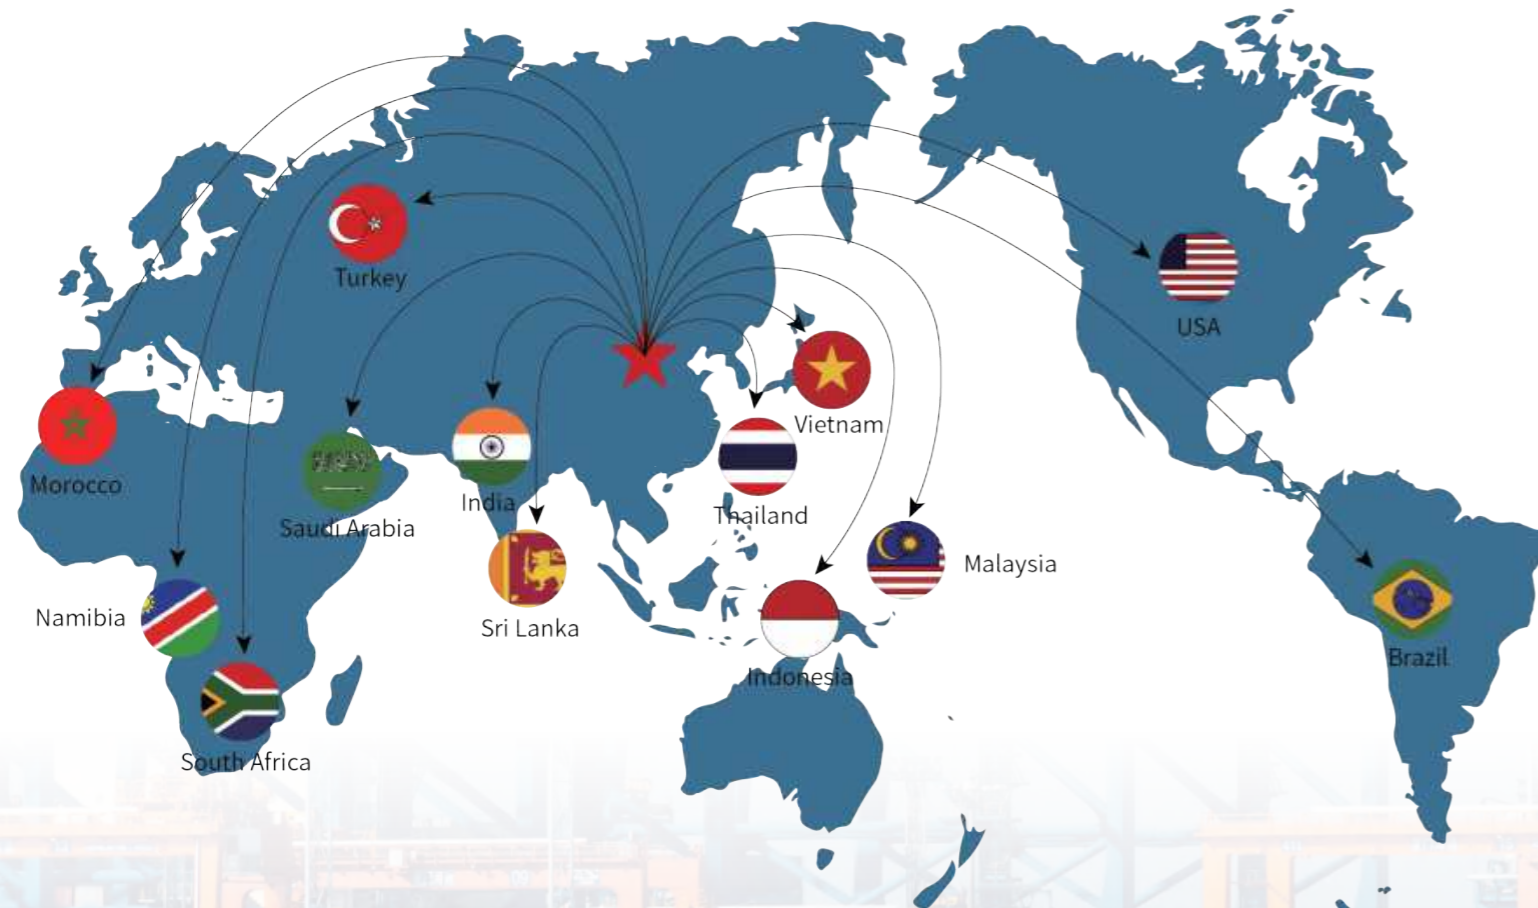 Turkey
USA
Vietnam
Morocco
India
Thailand
Saudi Arabia
Malaysia
Namibia
Sri Lanka
Brazil
Indonesia
South Africa